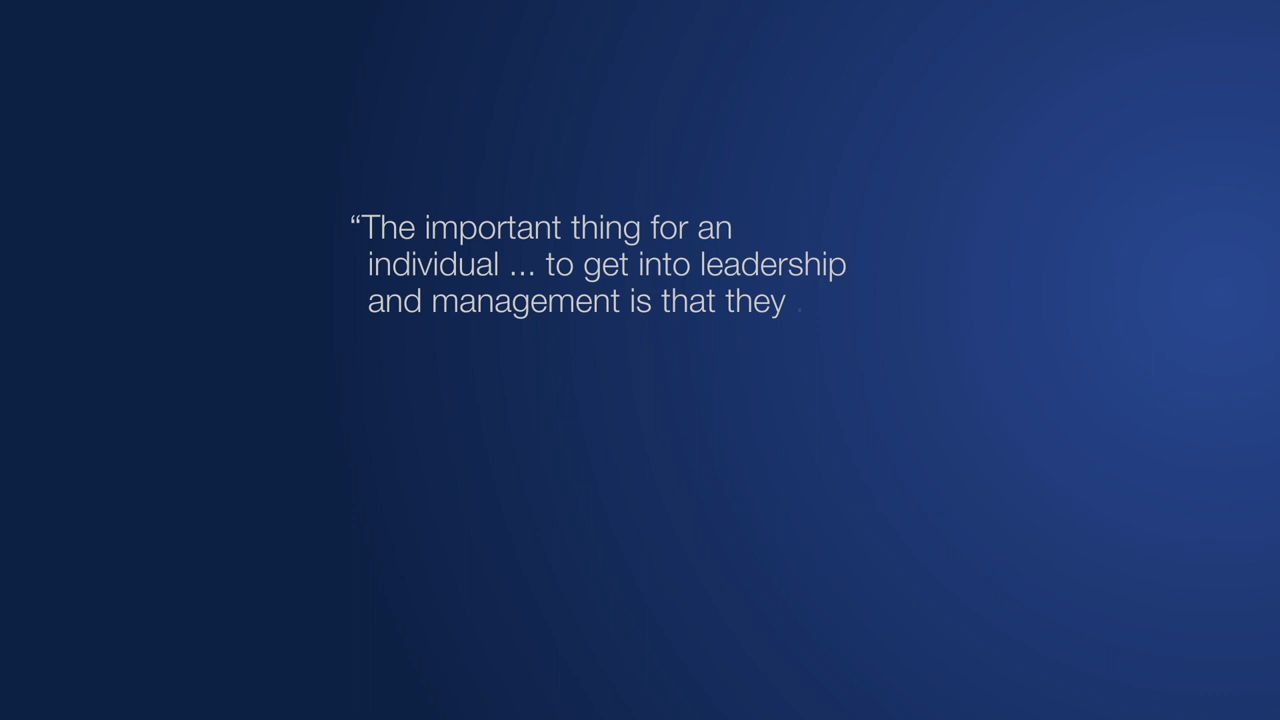 “The important thing for an
individual ... to get into leadership
and management is that they